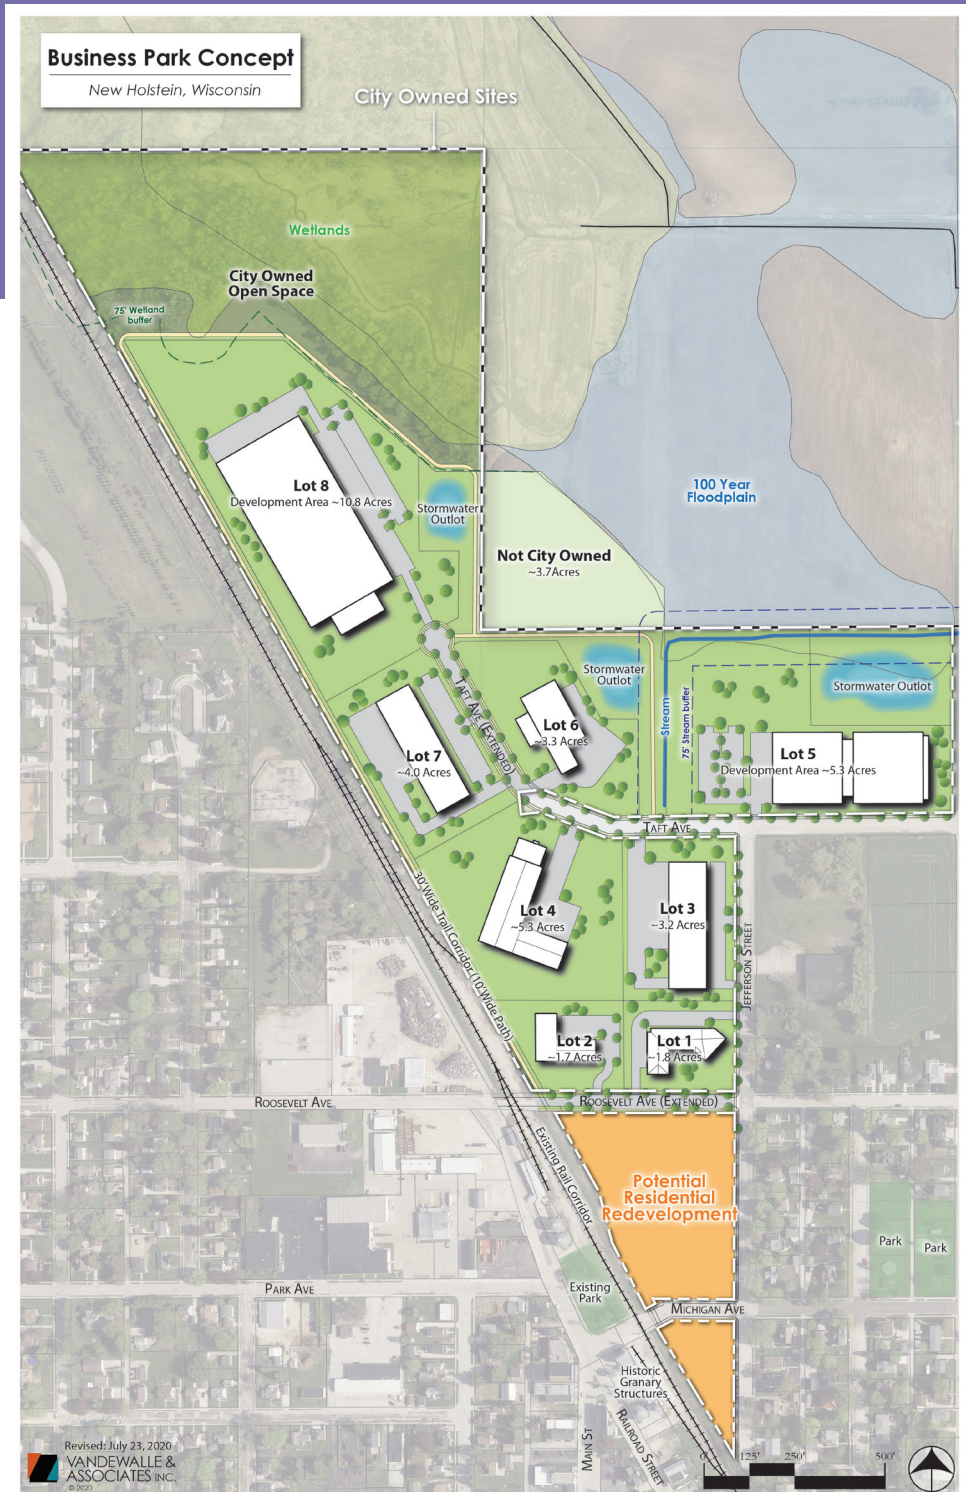 Business Park Concept
New Holstein, Wisconsin
City Owned Sites
Wetlands
City Owned
Open Space
75' Wetland
buffer
Lot 8
Development Area ~10.8 Acres
Stormwater
Outlot
100 Year
Floodplain
Not City Owned
~3.7Acres
Stormwater
Outlot
Stormwater Outlot
Taft Ave (Extended)
Stream
75' Stream buffer
Lot 6
~3.3 Acres
Lot 7
~4.0 Acres
Lot 5
Development Area ~5.3 Acres
Taft Ave
30' Wide Trail Corridor (10' Wide Path)
Lot 4
~5.3 Acres
Lot 3
~3.2 Acres
Jefferson Street
Lot 2
~1.7 Acres
Lot 1
~1.8 Acres
Roosevelt Ave
Roosevelt Ave (Extended)
Existing Rail Corridor
Potential
Residential
Redevelopment
Park
Park
Park Ave
Existing
Park
Michigan Ave
Historic
Granary
Structures
Main St
Railroad Street
Revised: July 23, 2020
VANDEWALLE &
ASSOCIATES INC.
© 2020
0' 125' 250' 500'